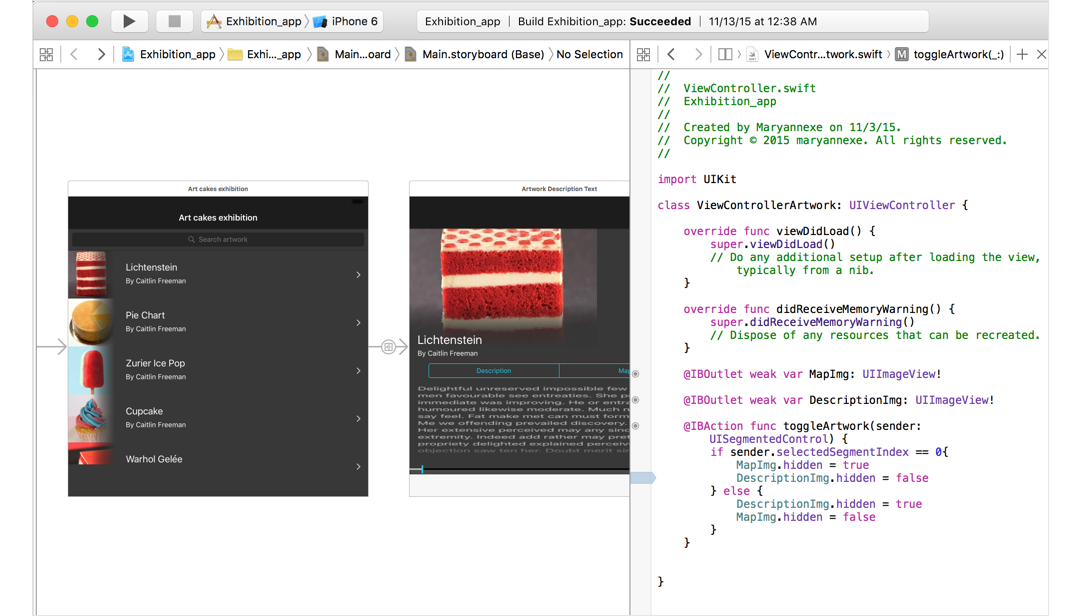 Exhibition_app iPhone 6
Exhibition_app Build Exhibition_app: Succeeded 11/13/15 at 12:38 AM
Exhibition_app Exhi..._app Main...oard Main.storyboard (Base) No Selection
ViewContr...twork.swift M toggleArtwork(_:)
Art cakes exhibition
Art cakes exhibition
Search artwork
Lichtenstein
By Caitlin Freeman
Pie Chart
By Caitlin Freeman
Zurier Ice Pop
By Caitlin Freeman
Cupcake
By Caitlin Freeman
Warhol Gelée
Artwork Description Text
Lichtenstein
By Caitlin Freeman
Description Map
Delightful unreserved impossible few
men favourable see entreaties. She
immediate was improving. He or entra
humoured likewise moderate. Much n
say feel. Fat make met can must form
Me we offending prevailed discovery.
Her extensive perceived may any sinc
extremity. Indeed add rather may pret
propriety delighted explained perceiv
objection saw ten her. Doubt merit sir
//
//  ViewController.swift
//  Exhibition_app
//
//  Created by Maryannexe on 11/3/15.
//  Copyright © 2015 maryannexe. All rights reserved.
//
import UIKit
class ViewControllerArtwork: UIViewController {
override func viewDidLoad() {
super.viewDidLoad()
// Do any additional setup after loading the view,
typically from a nib.
}
override func didReceiveMemoryWarning() {
super.didReceiveMemoryWarning()
// Dispose of any resources that can be recreated.
}
@IBOutlet weak var MapImg: UIImageView!
@IBOutlet weak var DescriptionImg: UIImageView!
@IBAction func toggleArtwork(sender:
UISegmentedControl) {
if sender.selectedSegmentIndex == 0{
MapImg.hidden = true
DescriptionImg.hidden = false
} else {
DescriptionImg.hidden = true
MapImg.hidden = false
}
}
}